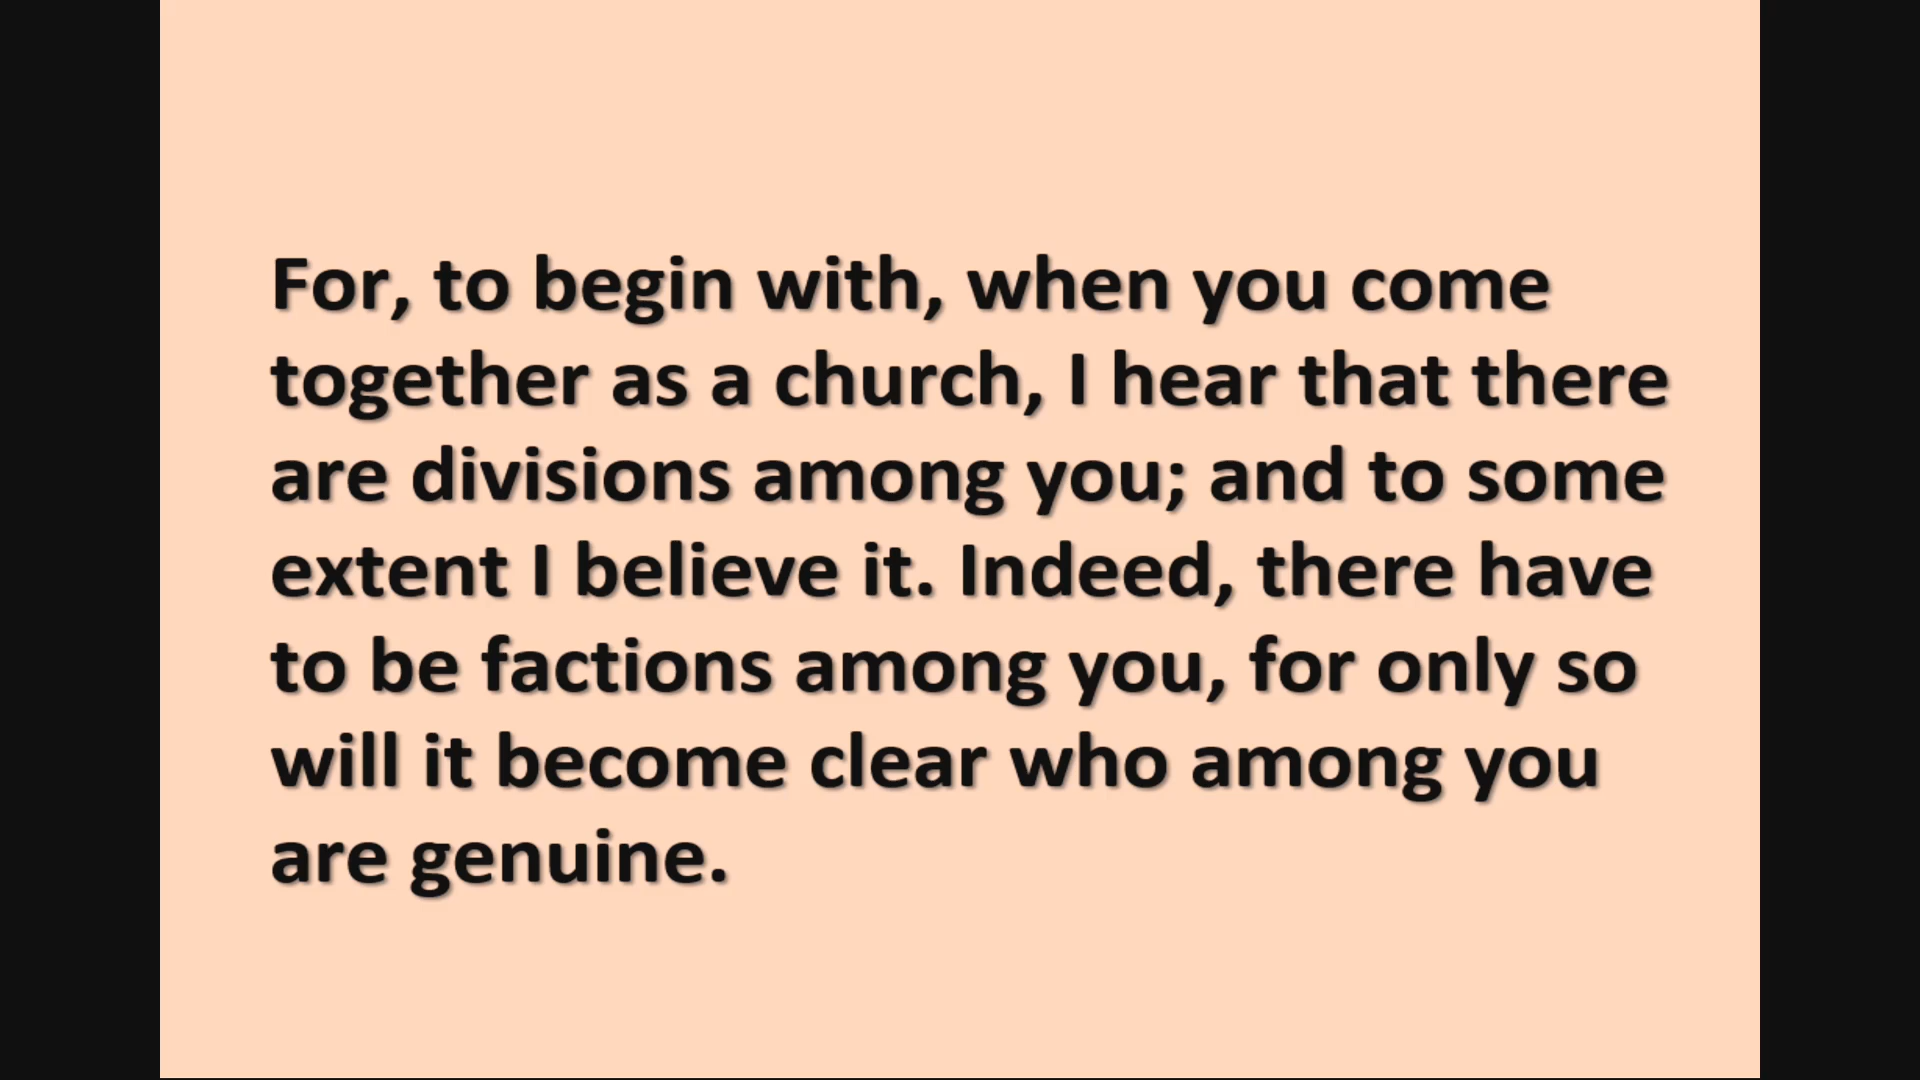 For, to begin with, when you come
together as a church, I hear that there
are divisions among you; and to some
extent I believe it. Indeed, there have
to be factions among you, for only so
will it become clear who among you
are genuine.